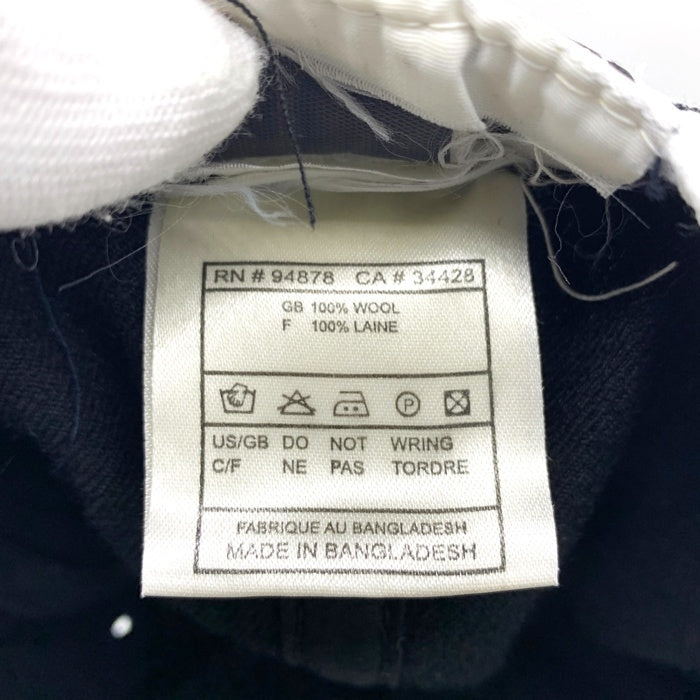 RN # 94878 CA # 34428
GB 100% WOOL
F 100% LAINE
P
US/GB DO NOT WRING
C/F NE PAS TORDRE
FABRIQUE AU BANGLADESH
MADE IN BANGLADESH